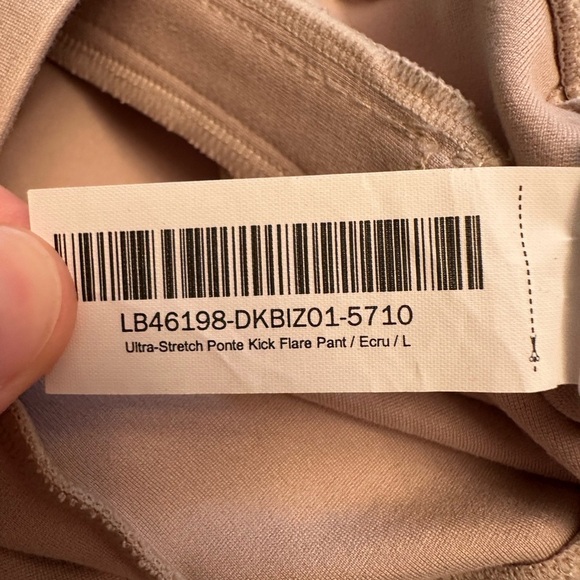 LB46198-DKBIZ01-5710
Ultra-Stretch Ponte Kick Flare Pant / Ecru / L